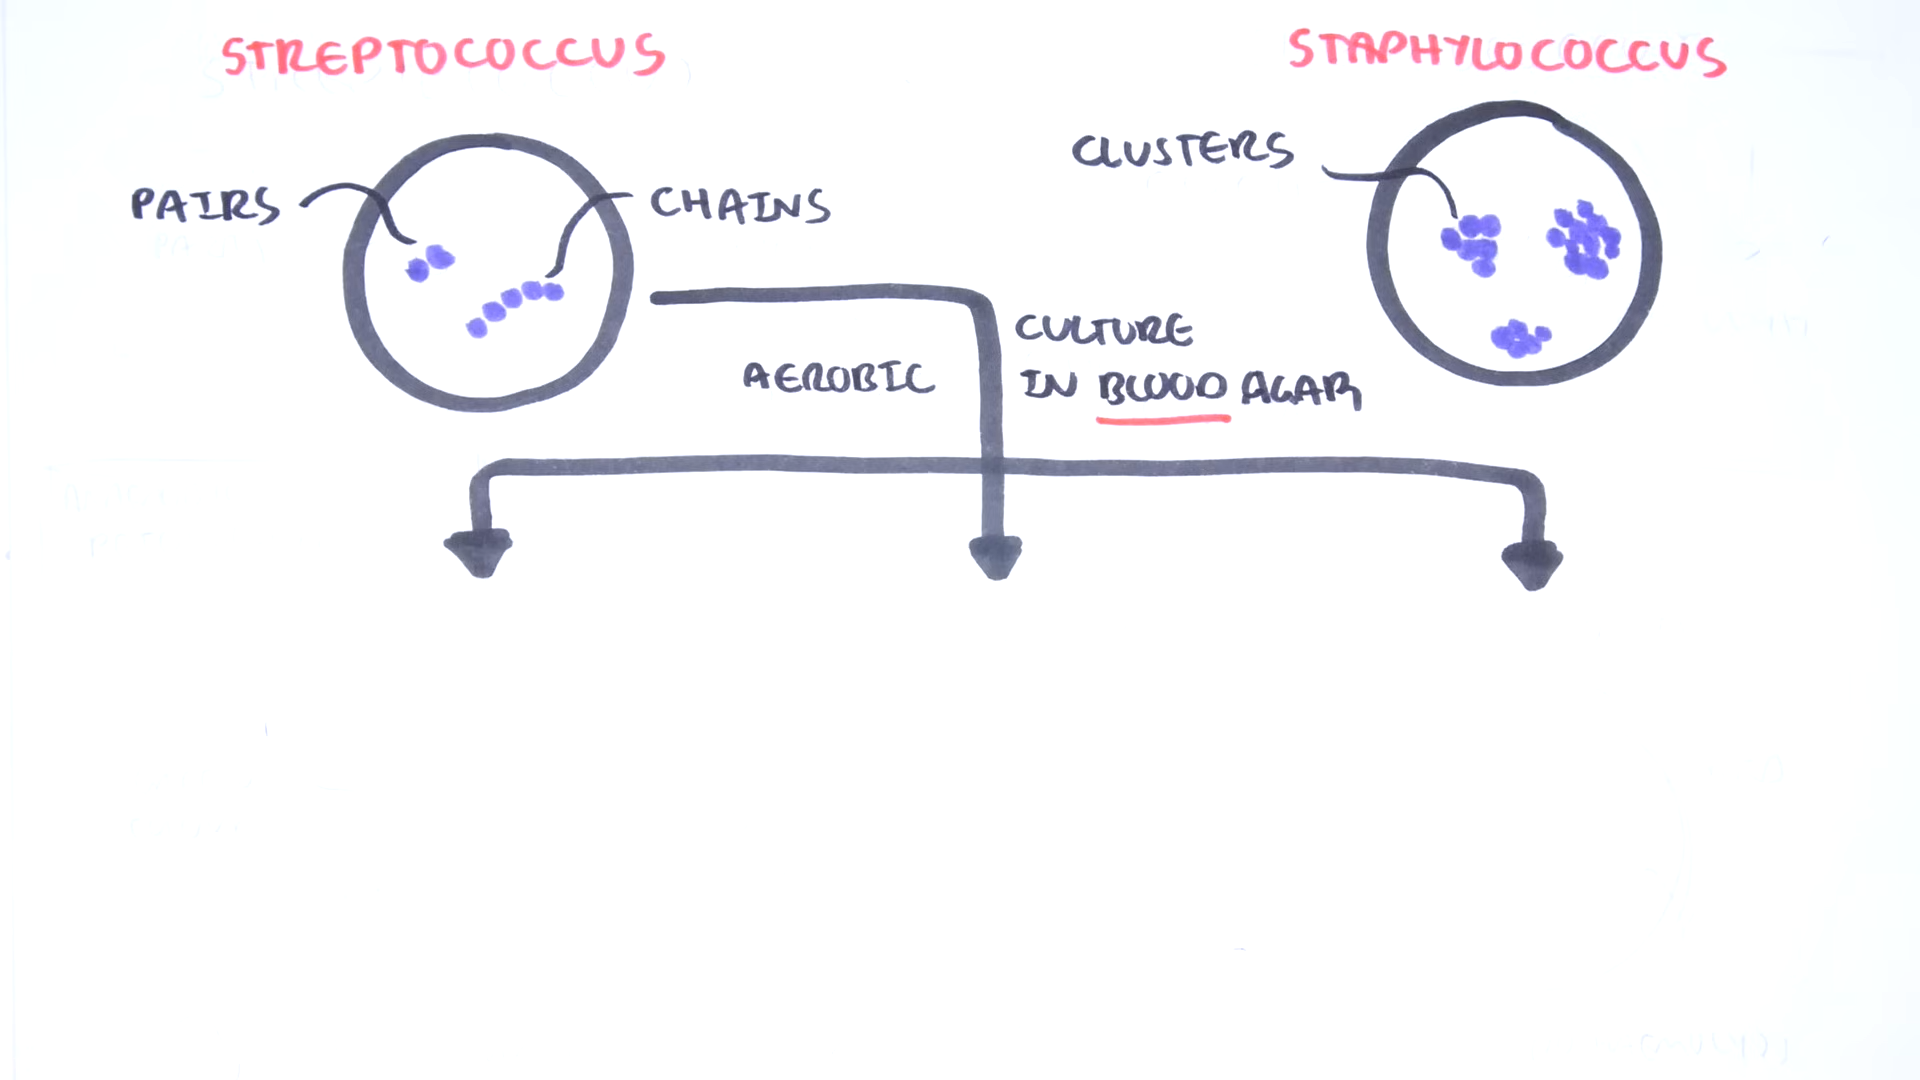 STREPTOCOCCUS
STAPHYLOCOCCUS
CLUSTERS
PAIRS
CHAINS
CULTURE
AEROBIC
IN BLOOD AGAR